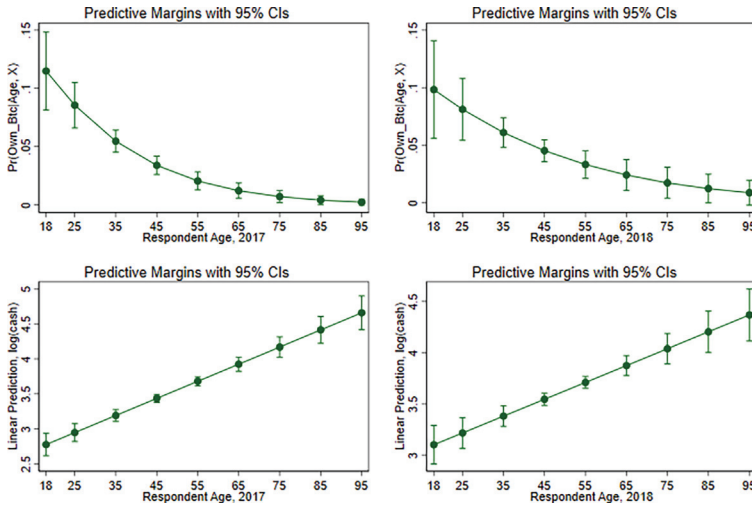 Predictive Margins with 95% CIs
Pr(Own_Btc|Age, X)
.15
.1
.05
0
18 25 35 45 55 65 75 85 95
Respondent Age, 2017
Predictive Margins with 95% CIs
Pr(Own_Btc|Age, X)
.15
.1
.05
0
18 25 35 45 55 65 75 85 95
Respondent Age, 2018
Predictive Margins with 95% CIs
Linear Prediction, log(cash)
5
4.5
4
3.5
3
2.5
18 25 35 45 55 65 75 85 95
Respondent Age, 2017
Predictive Margins with 95% CIs
Linear Prediction, log(cash)
4.5
4
3.5
3
18 25 35 45 55 65 75 85 95
Respondent Age, 2018